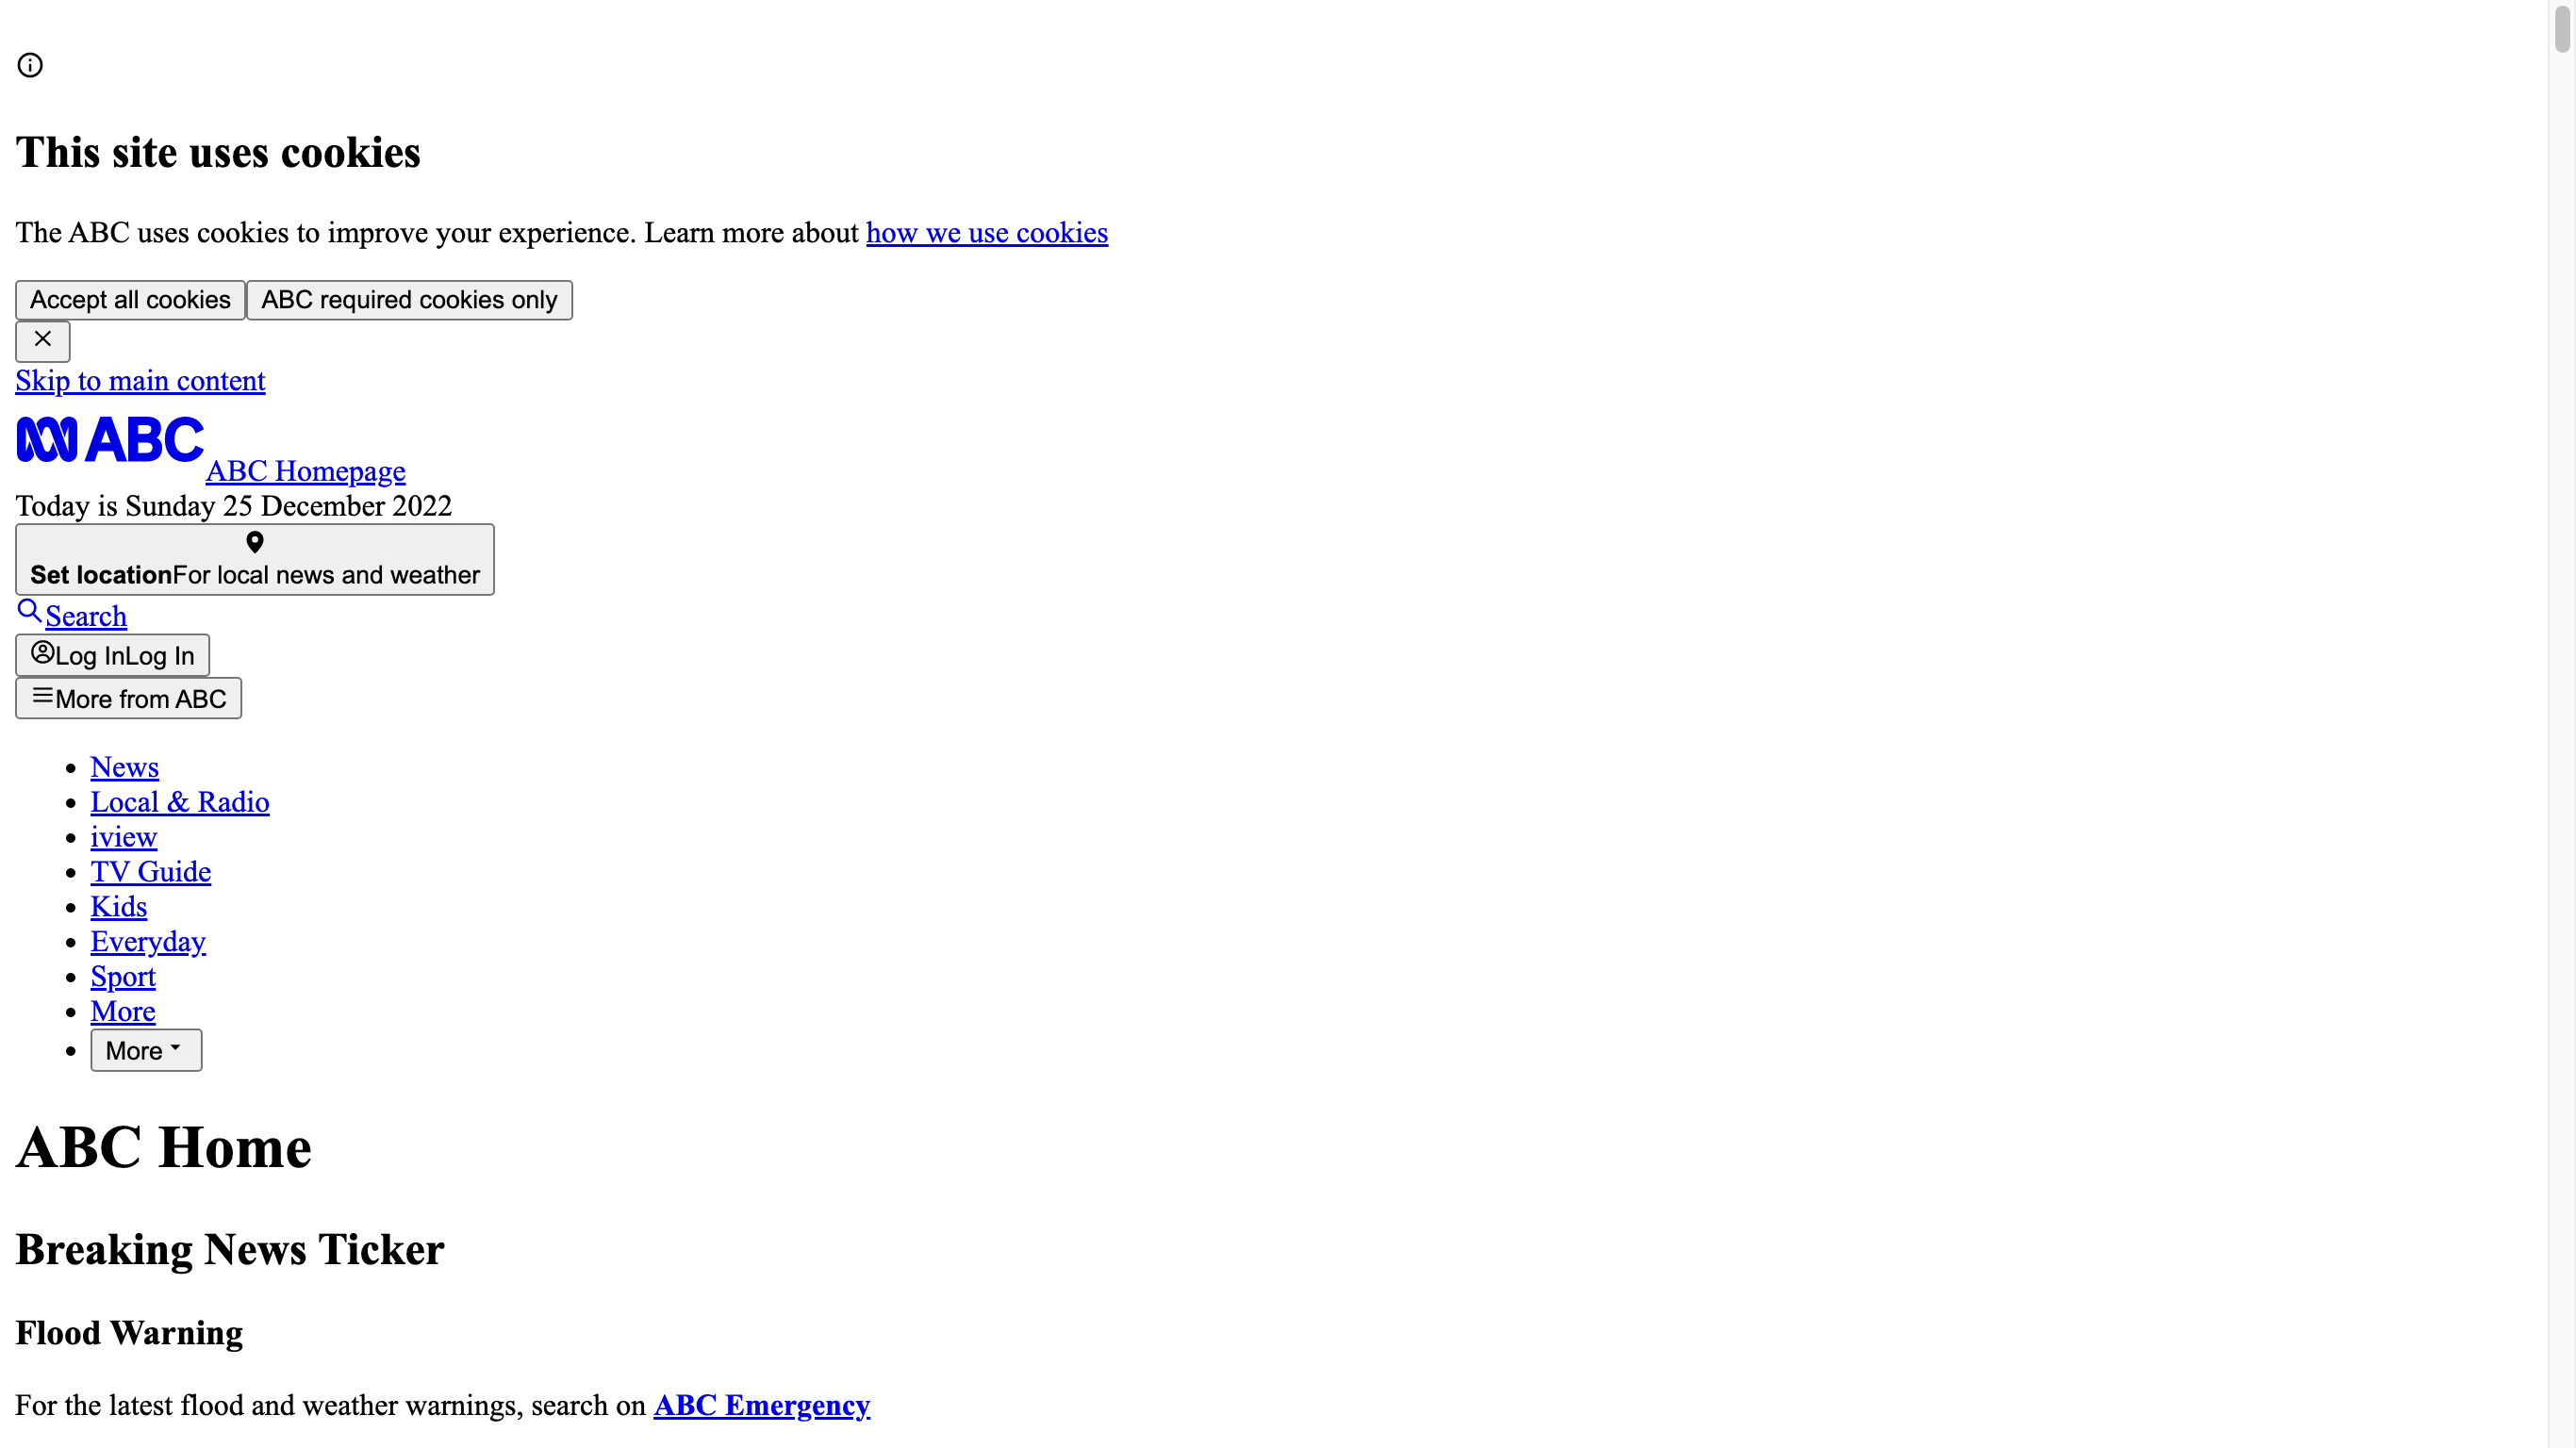 This site uses cookies
The ABC uses cookies to improve your experience. Learn more about how we use cookies
Accept all cookies ABC required cookies only
Skip to main content
ABC ABC Homepage
Today is Sunday 25 December 2022
Set locationFor local news and weather
Search
Log InLog In
More from ABC
News
Local & Radio
iview
TV Guide
Kids
Everyday
Sport
More
More
ABC Home
Breaking News Ticker
Flood Warning
For the latest flood and weather warnings, search on ABC Emergency